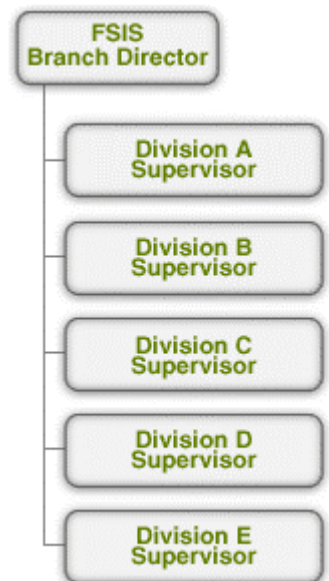 FSIS
Branch Director
Division A
Supervisor
Division B
Supervisor
Division C
Supervisor
Division D
Supervisor
Division E
Supervisor